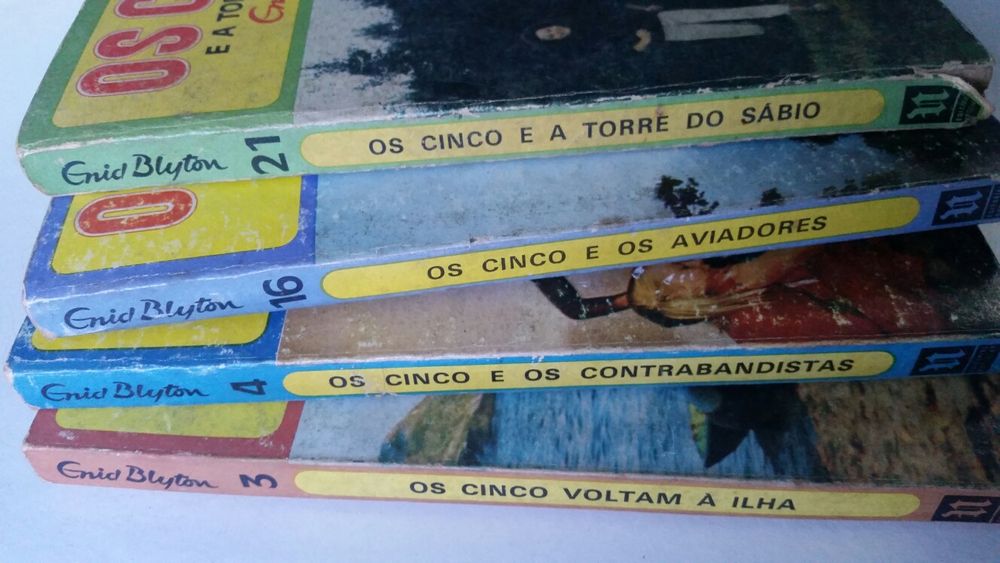 OS C
E A TOR
Enid Blyton
21
OS CINCO E A TORRE DO SÁBIO
O
Enid Blyton
16
OS CINCO E OS AVIADORES
Enid Blyton
4
OS CINCO E OS CONTRABANDISTAS
Enid Blyton
3
OS CINCO VOLTAM À ILHA